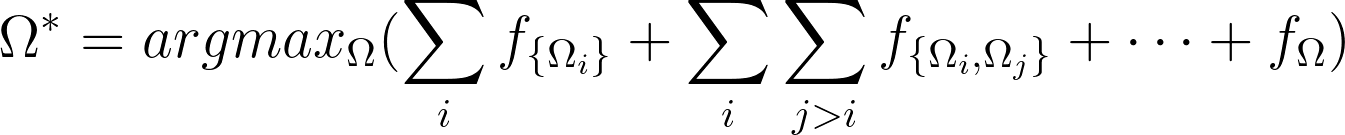 Ω* = argmax_Ω(∑_i f_{Ω_i} + ∑_i ∑_{j>i} f_{Ω_i,Ω_j} + ··· + f_Ω)